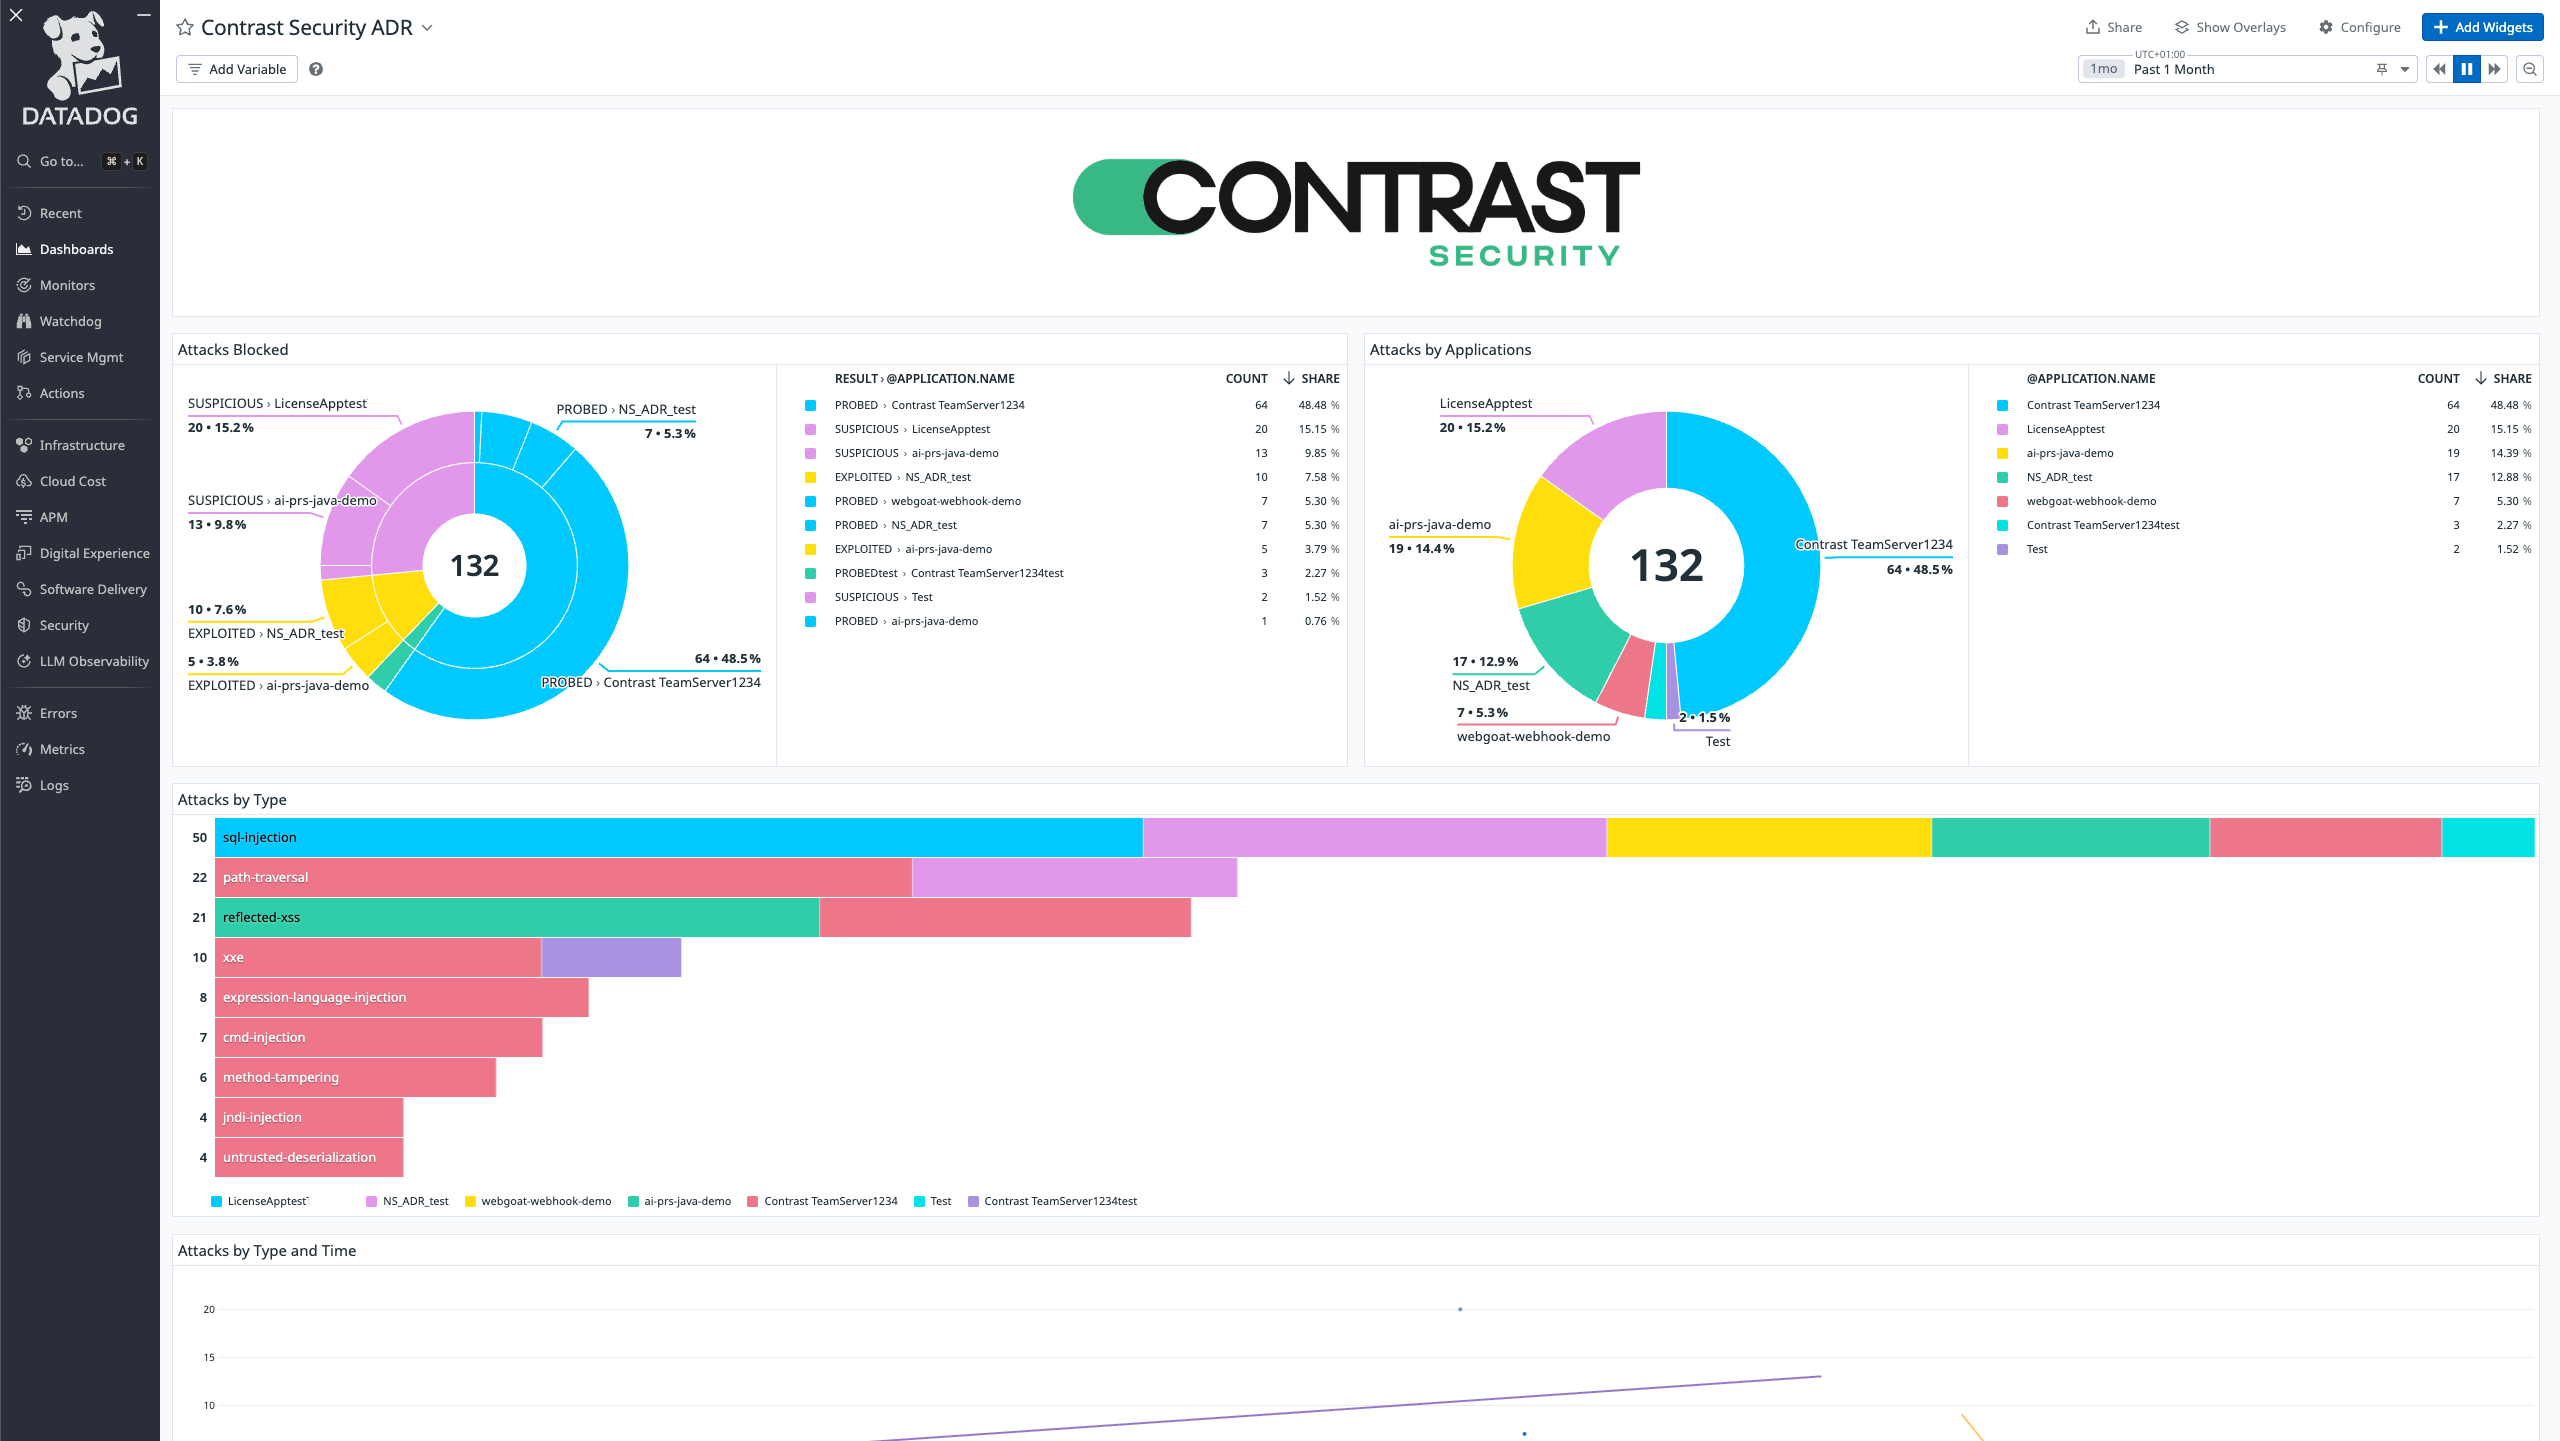 DATADOG
Go to... ⌘ + K
Recent
Dashboards
Monitors
Watchdog
Service Mgmt
Actions
Infrastructure
Cloud Cost
APM
Digital Experience
Software Delivery
Security
LLM Observability
Errors
Metrics
Logs
Contrast Security ADR
Share Show Overlays Configure + Add Widgets
Add Variable ?
UTC+01:00
1mo Past 1 Month
CONTRAST
SECURITY
Attacks Blocked
SUSPICIOUS › LicenseApptest
20 • 15.2%
PROBED › NS_ADR_test
7 • 5.3%
SUSPICIOUS › ai-prs-java-demo
13 • 9.8%
132
10 • 7.6%
EXPLOITED › NS_ADR_test
5 • 3.8%
EXPLOITED › ai-prs-java-demo
64 • 48.5%
PROBED › Contrast TeamServer1234
RESULT › @APPLICATION.NAME COUNT ↓ SHARE
PROBED › Contrast TeamServer1234 64 48.48 %
SUSPICIOUS › LicenseApptest 20 15.15 %
SUSPICIOUS › ai-prs-java-demo 13 9.85 %
EXPLOITED › NS_ADR_test 10 7.58 %
PROBED › webgoat-webhook-demo 7 5.30 %
PROBED › NS_ADR_test 7 5.30 %
EXPLOITED › ai-prs-java-demo 5 3.79 %
PROBEDtest › Contrast TeamServer1234test 3 2.27 %
SUSPICIOUS › Test 2 1.52 %
PROBED › ai-prs-java-demo 1 0.76 %
Attacks by Applications
LicenseApptest
20 • 15.2%
ai-prs-java-demo
19 • 14.4%
132
Contrast TeamServer1234
64 • 48.5%
17 • 12.9%
NS_ADR_test
7 • 5.3%
webgoat-webhook-demo
2 • 1.5%
Test
@APPLICATION.NAME COUNT ↓ SHARE
Contrast TeamServer1234 64 48.48 %
LicenseApptest 20 15.15 %
ai-prs-java-demo 19 14.39 %
NS_ADR_test 17 12.88 %
webgoat-webhook-demo 7 5.30 %
Contrast TeamServer1234test 3 2.27 %
Test 2 1.52 %
Attacks by Type
50 sql-injection
22 path-traversal
21 reflected-xss
10 xxe
8 expression-language-injection
7 cmd-injection
6 method-tampering
4 jndi-injection
4 untrusted-deserialization
LicenseApptest NS_ADR_test webgoat-webhook-demo ai-prs-java-demo Contrast TeamServer1234 Test Contrast TeamServer1234test
Attacks by Type and Time
20
15
10